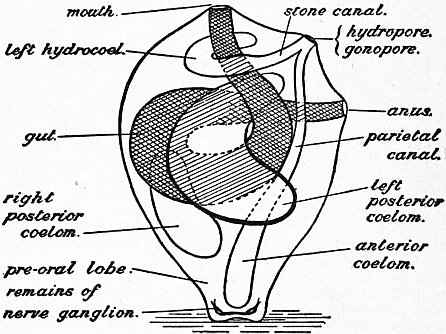 mouth.
stone canal.
hydropore.
gonopore.
left hydrocoel.
anus.
gut.
parietal
canal.
left
posterior
coelom.
right
posterior
coelom.
anterior
coelom.
pre-oral lobe.
remains of
nerve ganglion.